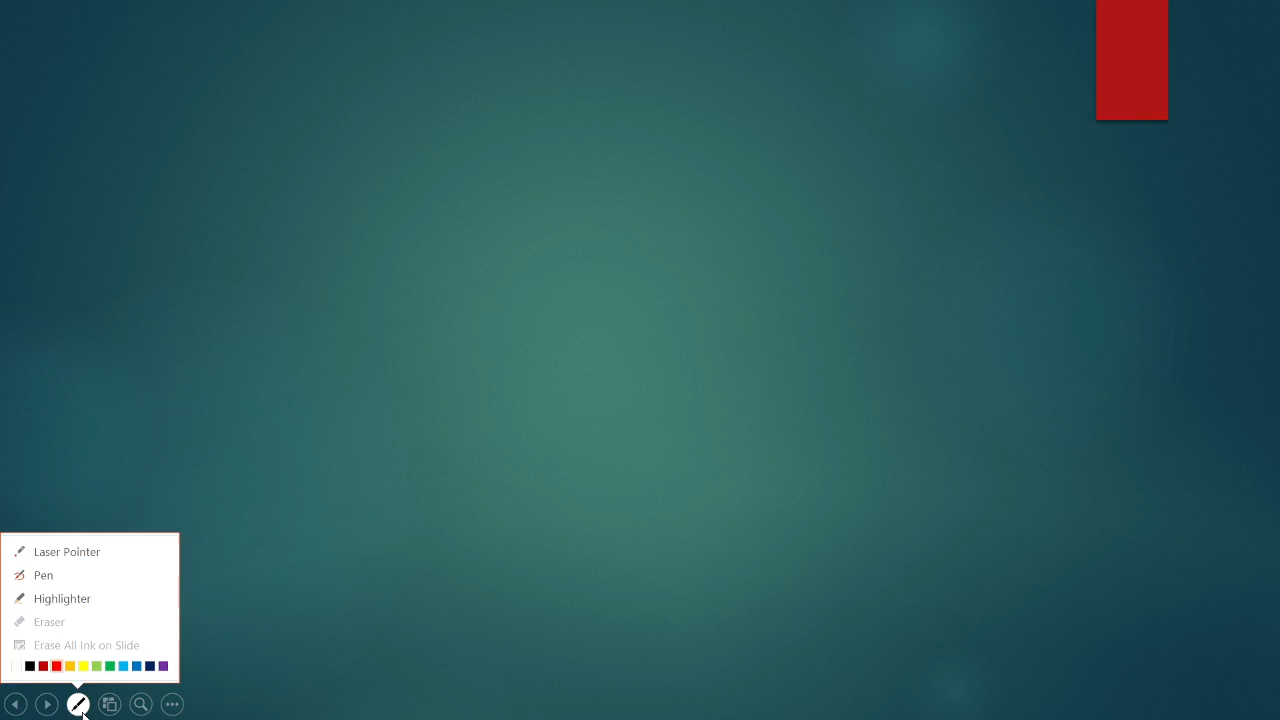 Laser Pointer
Pen
Highlighter
Eraser
Erase All Ink on Slide